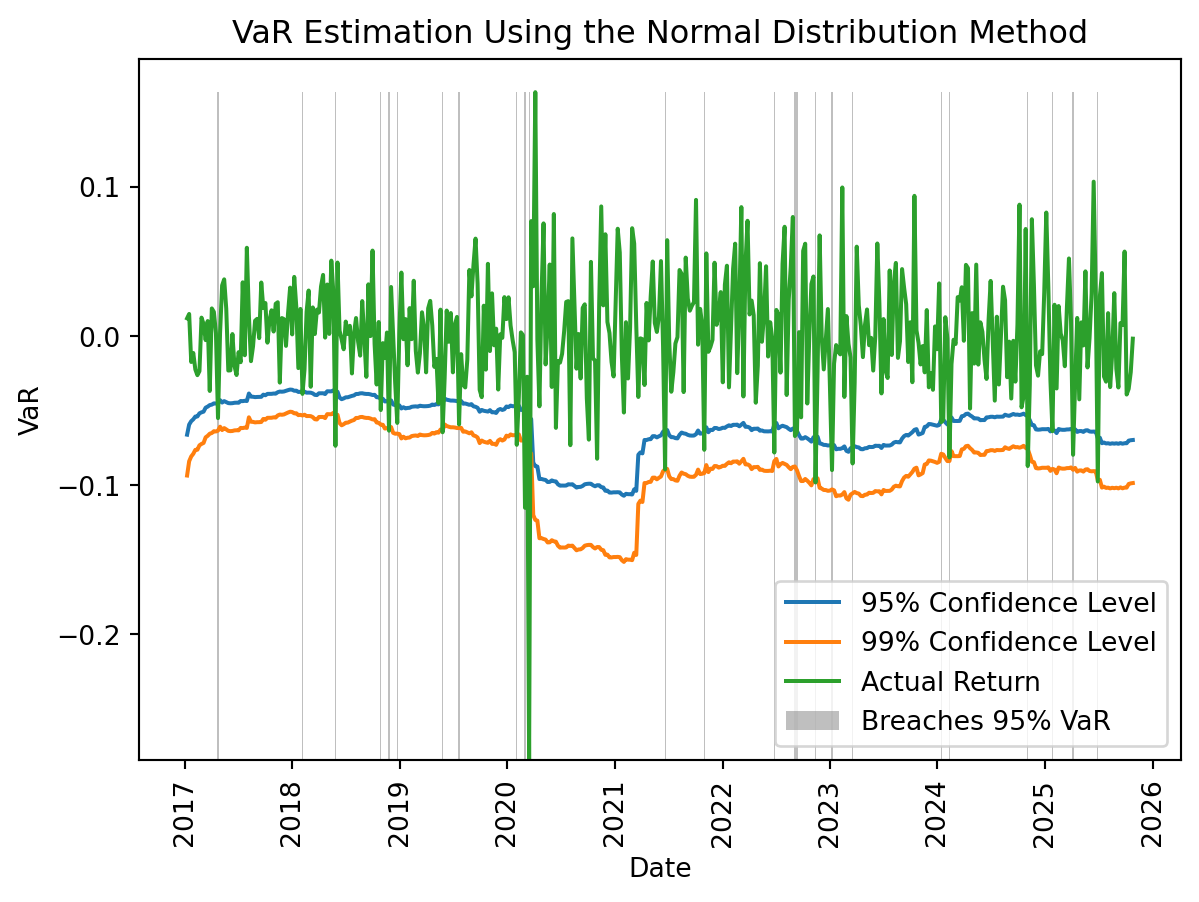 VaR Estimation Using the Normal Distribution Method
VaR
0.1
0.0
−0.1
−0.2
95% Confidence Level
99% Confidence Level
Actual Return
Breaches 95% VaR
2017
2018
2019
2020
2021
2022
2023
2024
2025
2026
Date